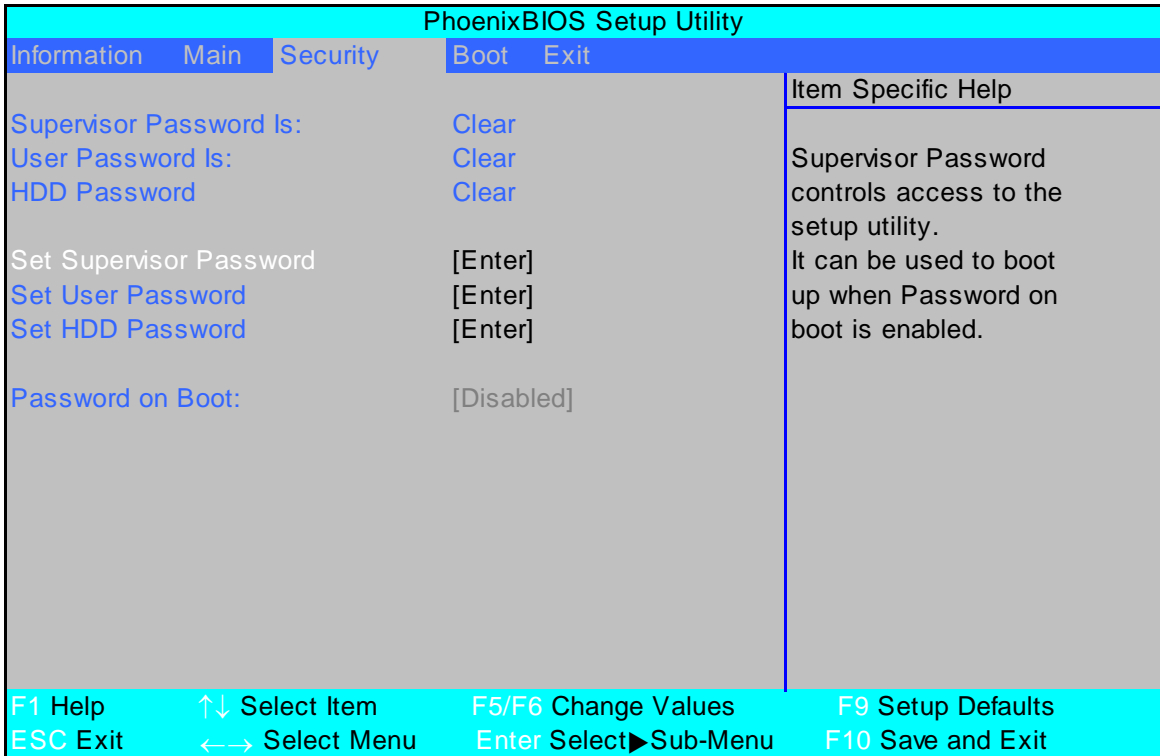 PhoenixBIOS Setup Utility
Information Main Security Boot Exit
Item Specific Help
Supervisor Password Is: Clear
User Password Is: Clear
HDD Password Clear
Set Supervisor Password [Enter]
Set User Password [Enter]
Set HDD Password [Enter]
Password on Boot: [Disabled]
Supervisor Password
controls access to the
setup utility.
It can be used to boot
up when Password on
boot is enabled.
F1 Help ↑↓ Select Item F5/F6 Change Values F9 Setup Defaults
ESC Exit ←→ Select Menu Enter Select▶Sub-Menu F10 Save and Exit